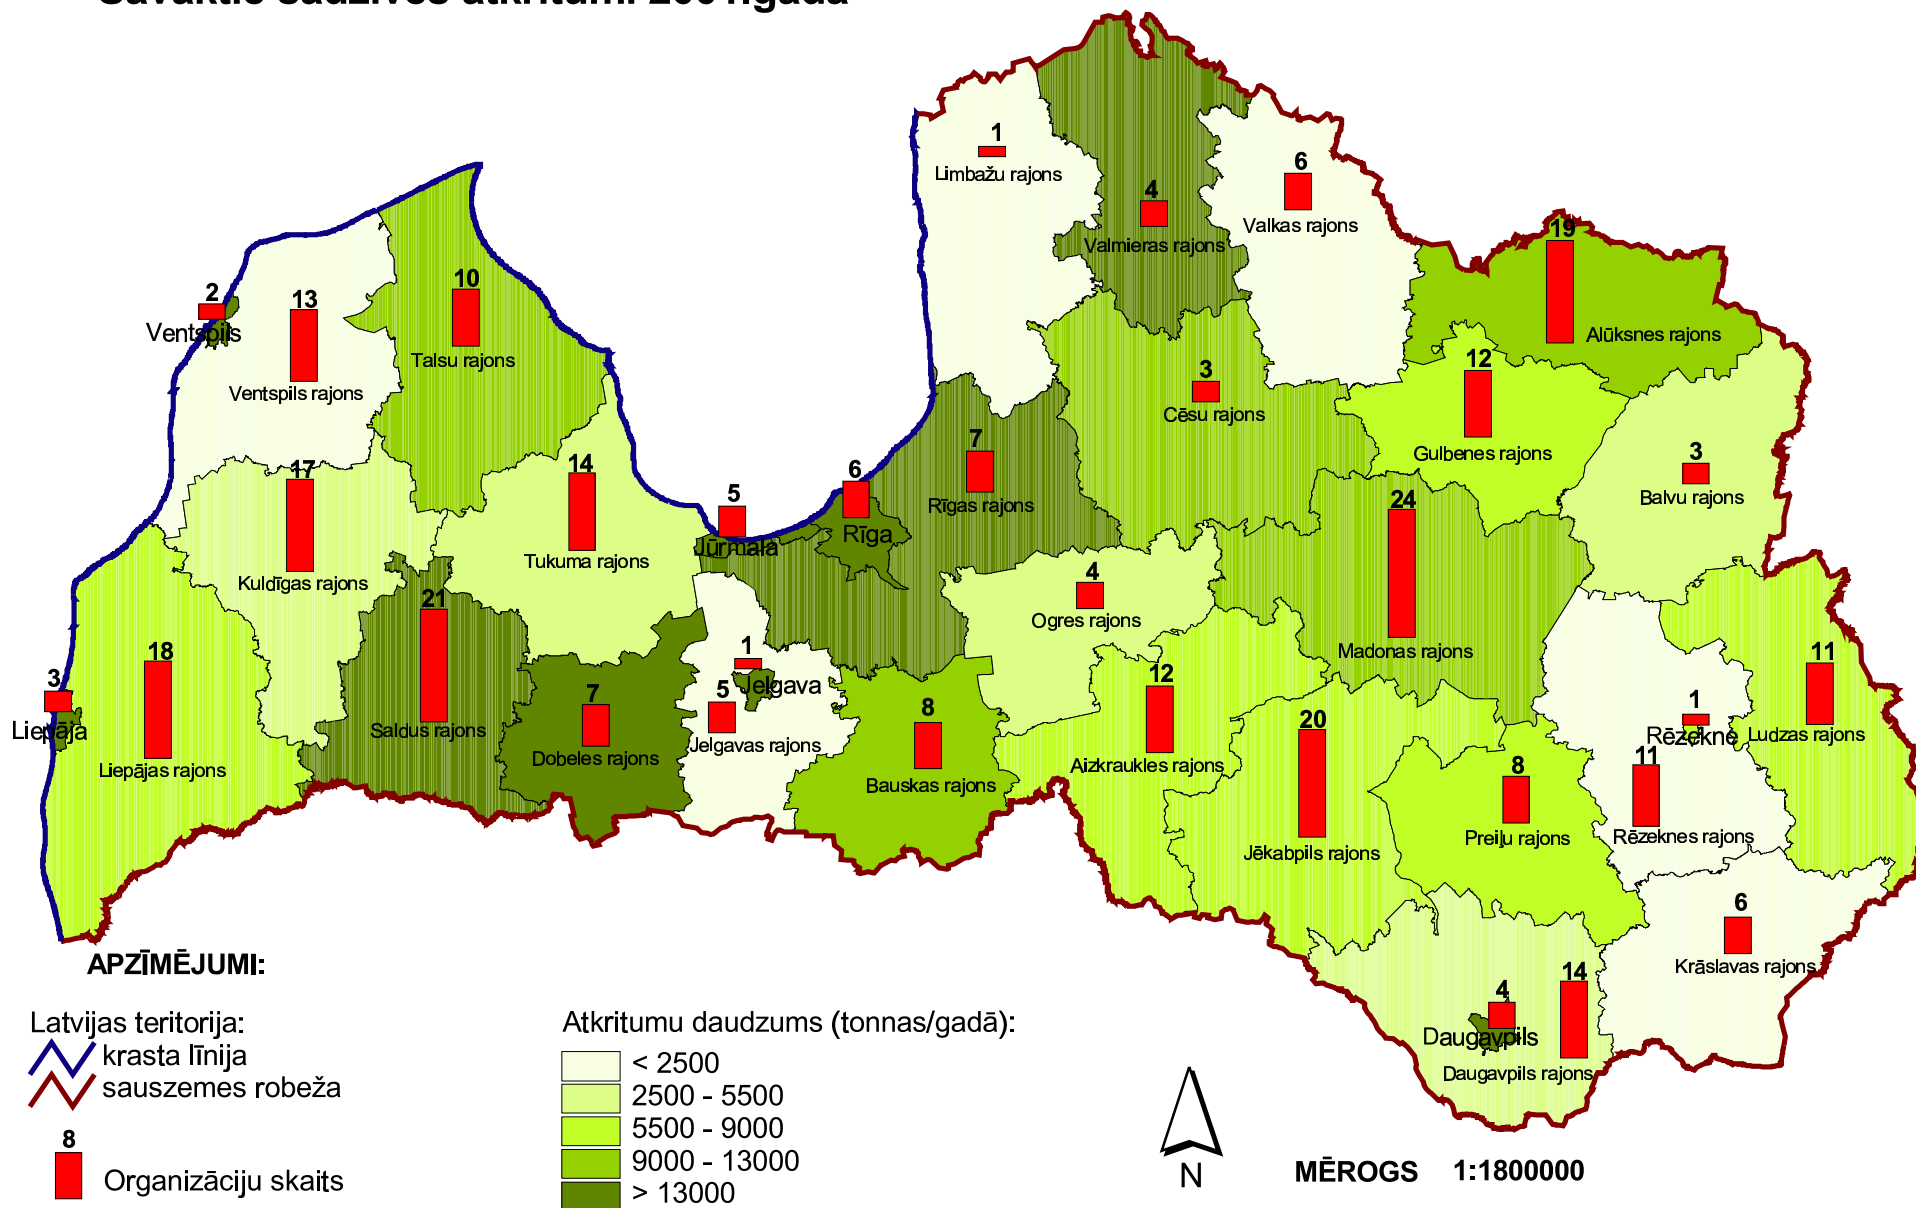 1
Limbažu rajons
4
Valmieras rajons
6
Valkas rajons
19
Alūksnes rajons
2
Ventspils
13
Ventspils rajons
10
Talsu rajons
3
Cēsu rajons
12
Gulbenes rajons
3
Balvu rajons
17
Kuldīgas rajons
14
Tukuma rajons
5
Jūrmala
6
Rīga
7
Rīgas rajons
24
Madonas rajons
4
Ogres rajons
18
Liepājas rajons
3
Liepāja
21
Saldus rajons
7
Dobeles rajons
1
Jelgava
5
Jelgavas rajons
8
Bauskas rajons
12
Aizkraukles rajons
20
Jēkabpils rajons
8
Preiļu rajons
1
Rēzekne
11
Rēzeknes rajons
11
Ludzas rajons
6
Krāslavas rajons
4
Daugavpils
14
Daugavpils rajons
APZĪMĒJUMI:
Latvijas teritorija:
krasta līnija
sauszemes robeža
8
Organizāciju skaits
Atkritumu daudzums (tonnas/gadā):
< 2500
2500 - 5500
5500 - 9000
9000 - 13000
> 13000
N
MĒROGS 1:1800000